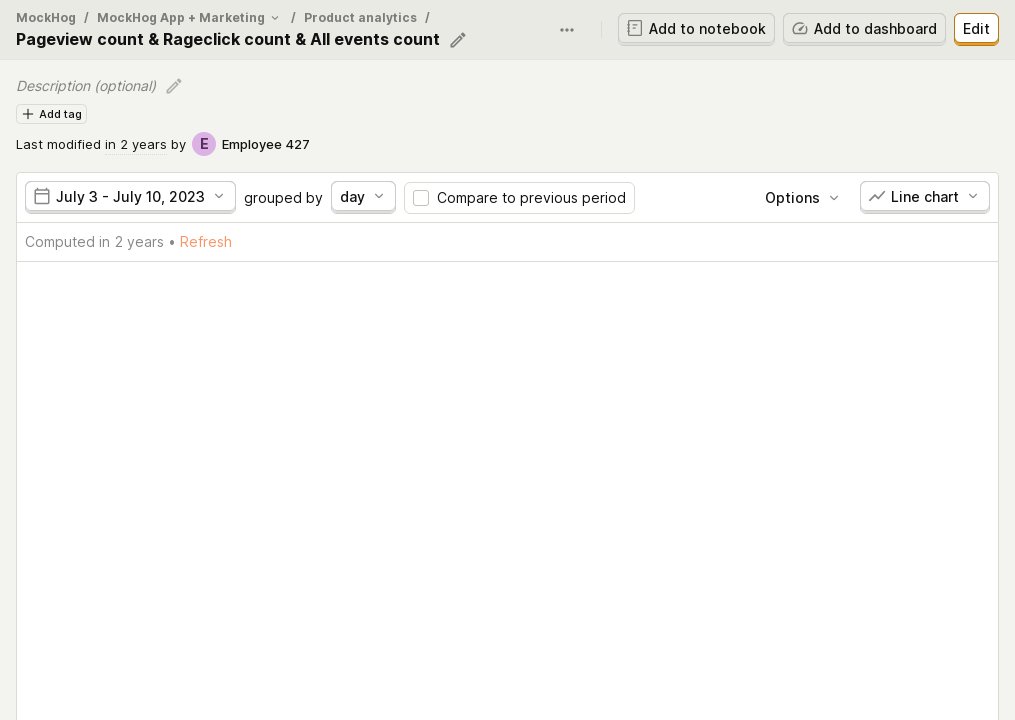 MockHog / MockHog App + Marketing / Product analytics /
Pageview count & Rageclick count & All events count
Add to notebook
Add to dashboard
Edit
Description (optional)
Add tag
Last modified in 2 years by E Employee 427
July 3 - July 10, 2023 grouped by day Compare to previous period Options Line chart
Computed in 2 years • Refresh